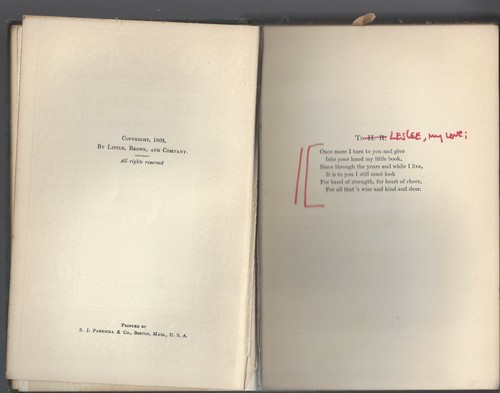 COPYRIGHT, 1902,
BY LITTLE, BROWN, AND COMPANY.
All rights reserved
PRINTED BY
S. J. PARKHILL & CO., BOSTON, MASS., U. S. A.
To H. R. LESLEE, my LOVE;
Once more I turn to you and give
Into your hand my little book,
Since through the years and while I live,
It is to you I still must look
For hand of strength, for heart of cheer,
For all that 's wise and kind and dear.